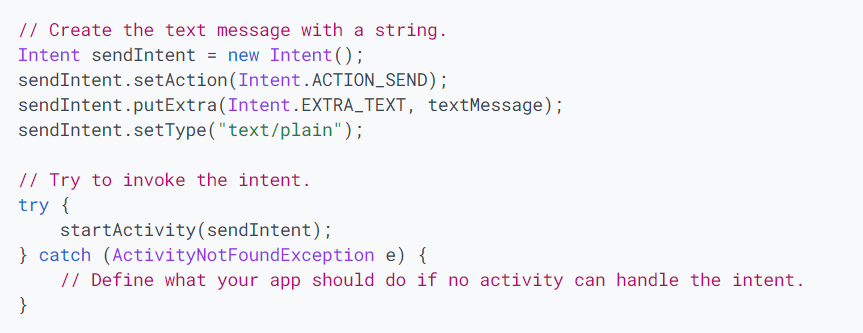 // Create the text message with a string.
Intent sendIntent = new Intent();
sendIntent.setAction(Intent.ACTION_SEND);
sendIntent.putExtra(Intent.EXTRA_TEXT, textMessage);
sendIntent.setType("text/plain");

// Try to invoke the intent.
try {
    startActivity(sendIntent);
} catch (ActivityNotFoundException e) {
    // Define what your app should do if no activity can handle the intent.
}